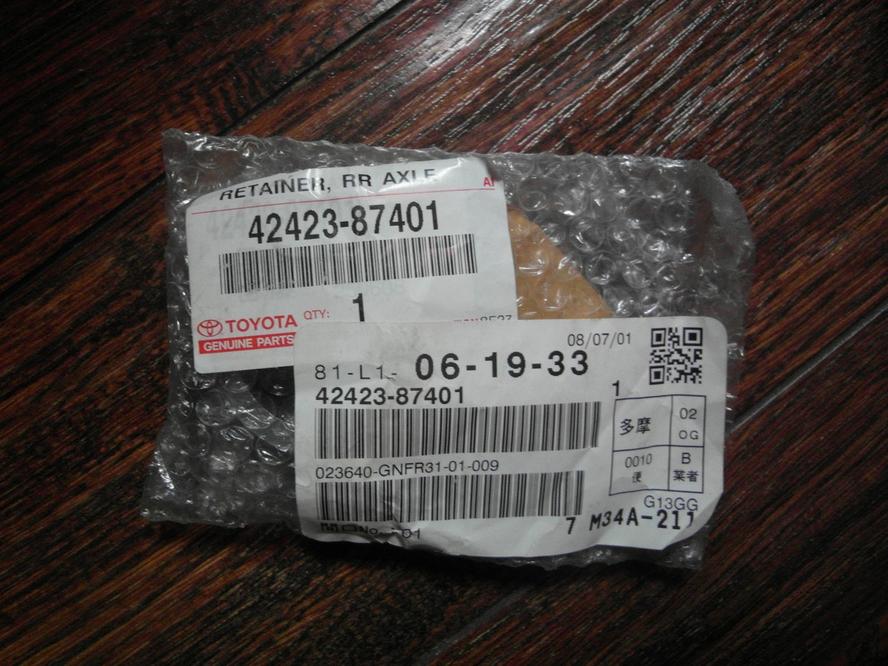 RETAINER, RR AXLE
42423-87401
QTY: 1
TOYOTA
GENUINE PARTS
08/07/01
81-L1- 06-19-33
42423-87401
1
多摩 02
OG
023640-GNFR31-01-009
0010 B
便 業者
G13GG
7 M34A-211